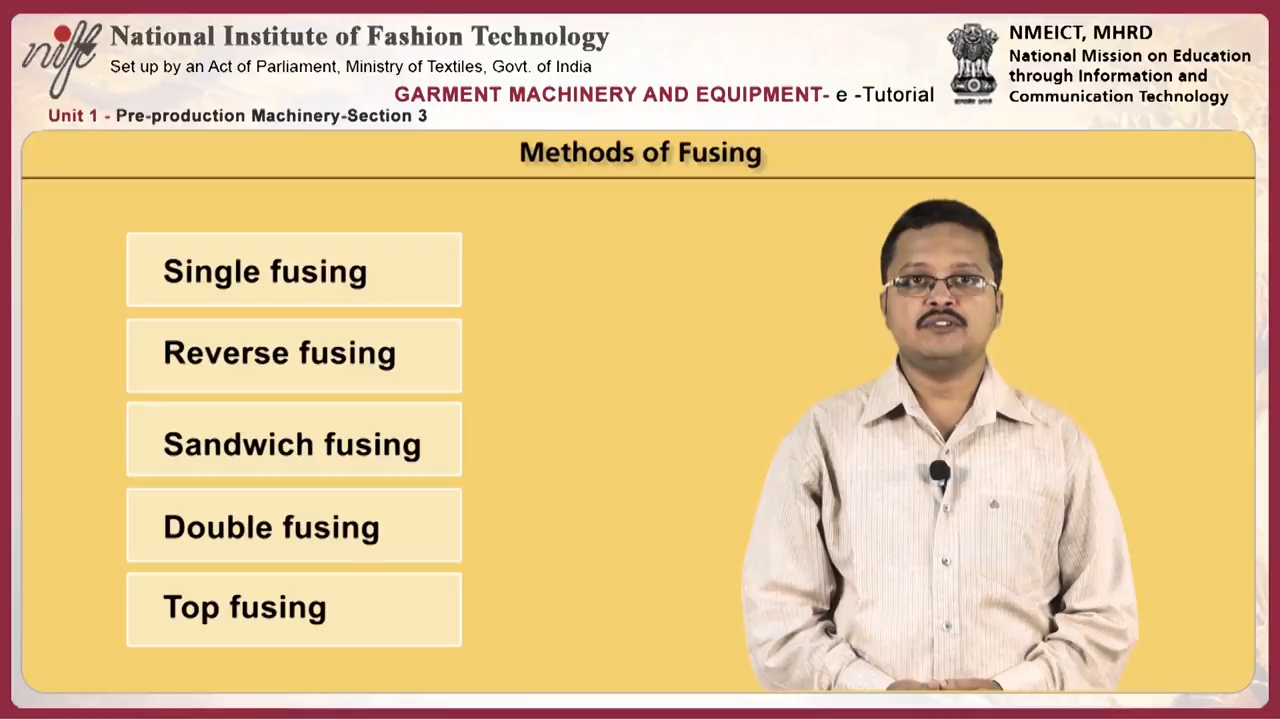 nift
National Institute of Fashion Technology
Set up by an Act of Parliament, Ministry of Textiles, Govt. of India
NMEICT, MHRD
National Mission on Education
through Information and
Communication Technology
GARMENT MACHINERY AND EQUIPMENT- e -Tutorial
Unit 1 - Pre-production Machinery-Section 3
Methods of Fusing
Single fusing
Reverse fusing
Sandwich fusing
Double fusing
Top fusing